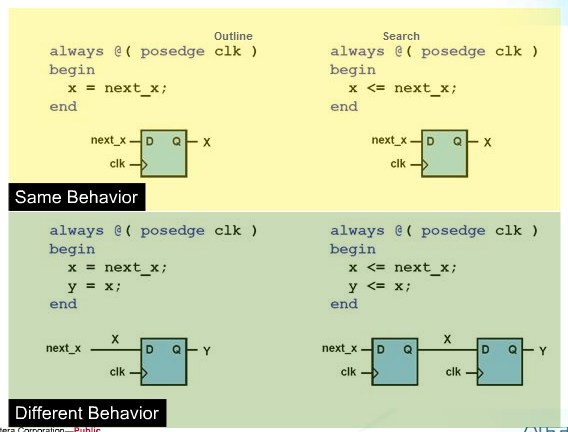 Outline Search
always @( posedge clk ) always @( posedge clk )
begin begin
x = next_x; x <= next_x;
end end
next_x D Q X next_x D Q X
clk clk
Same Behavior
always @( posedge clk ) always @( posedge clk )
begin begin
x = next_x; x <= next_x;
y = x; y <= x;
end end
next_x X D Q Y next_x D Q X D Q Y
clk clk clk
Different Behavior
tera Corporation—Public